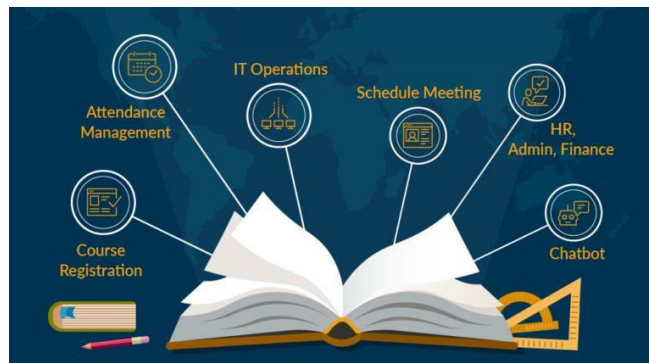 Attendance
Management
IT Operations
Schedule Meeting
HR,
Admin, Finance
Course
Registration
Chatbot